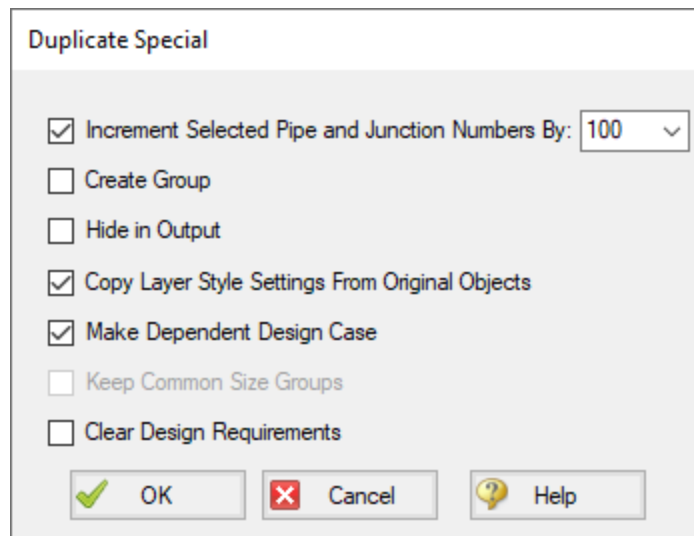 Duplicate Special
Increment Selected Pipe and Junction Numbers By: 100
Create Group
Hide in Output
Copy Layer Style Settings From Original Objects
Make Dependent Design Case
Keep Common Size Groups
Clear Design Requirements
OK Cancel Help